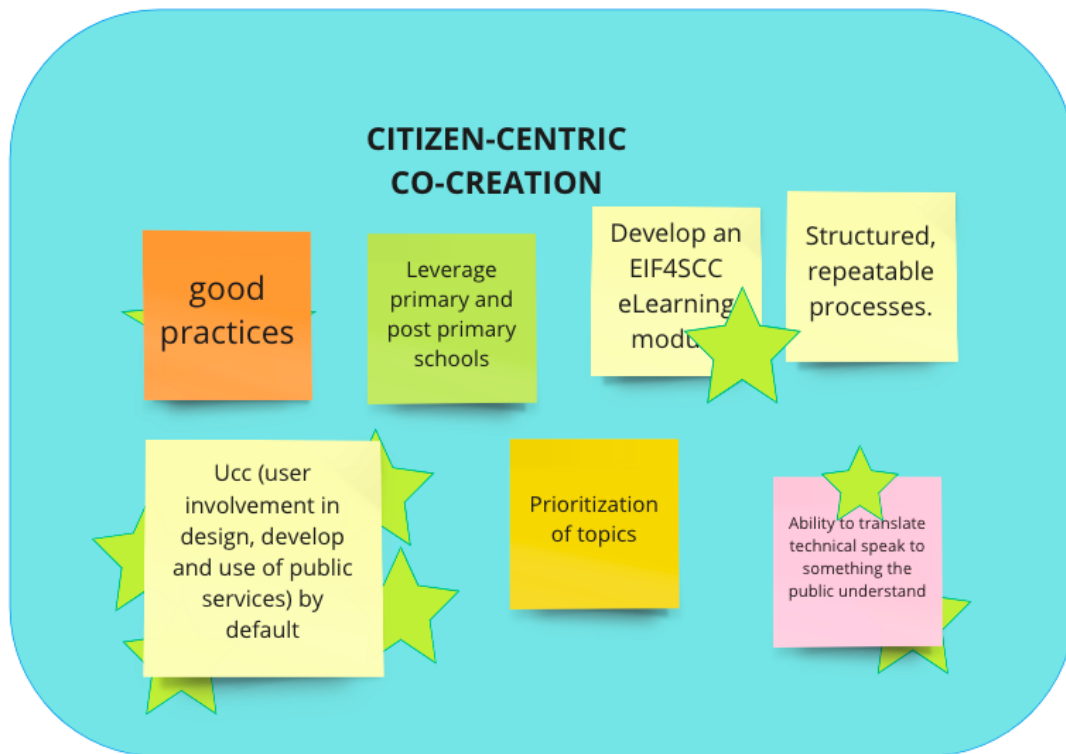 CITIZEN-CENTRIC
CO-CREATION
good
practices
Leverage
primary and
post primary
schools
Develop an
EIF4SCC
eLearning
Structured,
repeatable
processes.
Ucc (user
involvement in
design, develop
and use of public
services) by
default
Prioritization
of topics
Ability to translate
technical speak to
something the
public understand